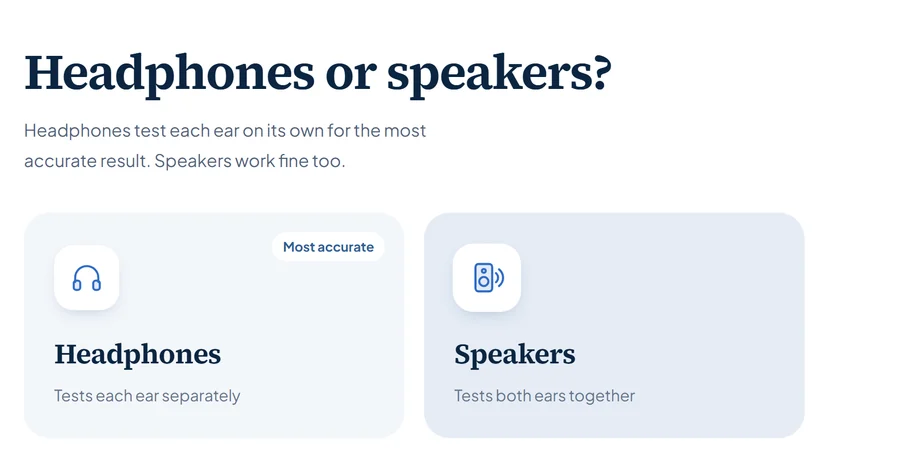 Headphones or speakers?
Headphones test each ear on its own for the most
accurate result. Speakers work fine too.
Most accurate
Headphones
Tests each ear separately
Speakers
Tests both ears together